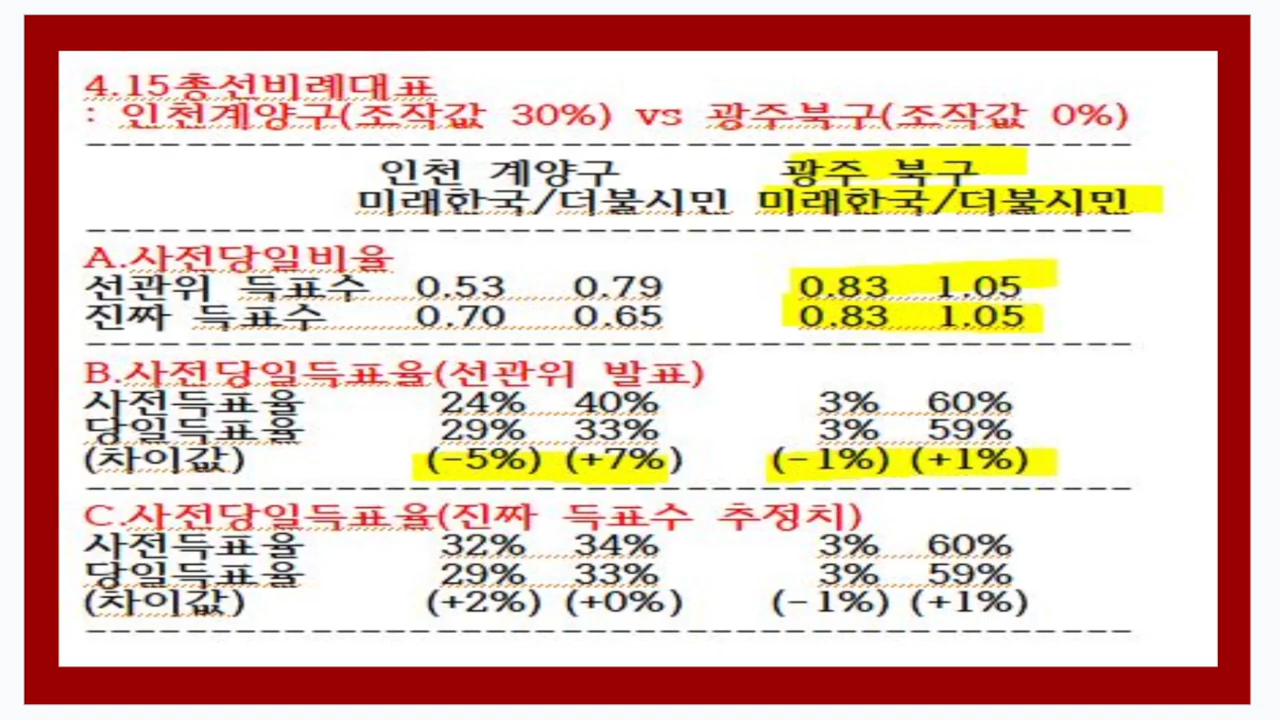 4.15총선비례대표
: 인천계양구(조작값 30%) vs 광주북구(조작값 0%)
인천 계양구 광주 북구
미래한국/더불시민 미래한국/더불시민
A.사전당일비율
선관위 득표수 0.53 0.79 0.83 1.05
진짜 득표수 0.70 0.65 0.83 1.05
B.사전당일득표율(선관위 발표)
사전득표율 24% 40% 3% 60%
당일득표율 29% 33% 3% 59%
(차이값) (-5%) (+7%) (-1%) (+1%)
C.사전당일득표율(진짜 득표수 추정치)
사전득표율 32% 34% 3% 60%
당일득표율 29% 33% 3% 59%
(차이값) (+2%) (+0%) (-1%) (+1%)